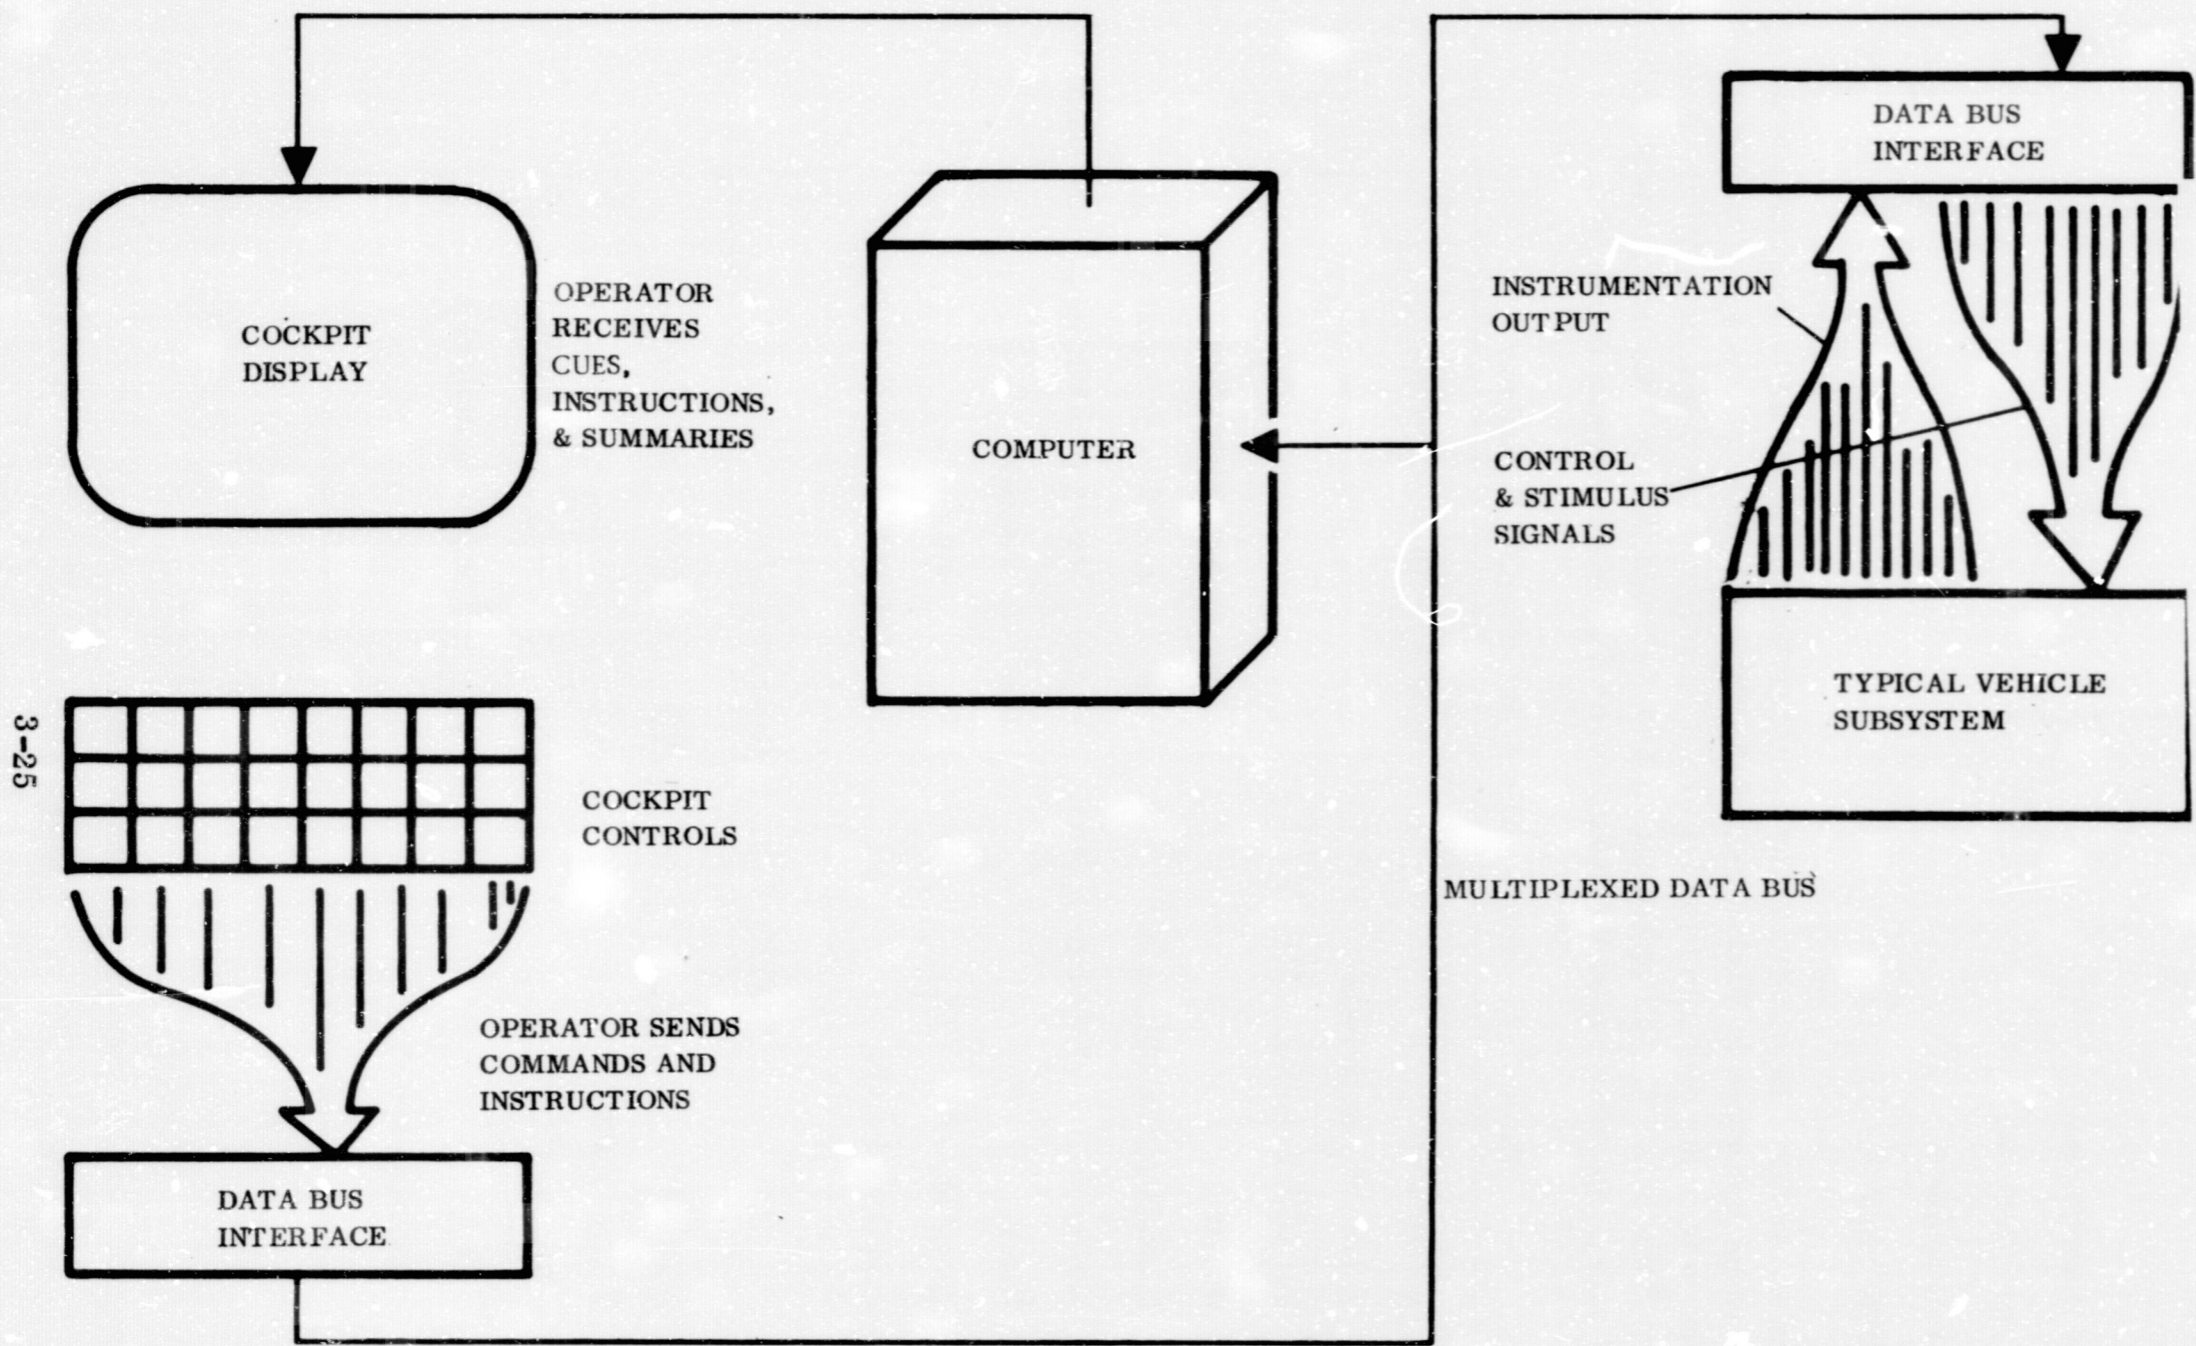 COCKPIT
DISPLAY
OPERATOR
RECEIVES
CUES,
INSTRUCTIONS,
& SUMMARIES
COMPUTER
DATA BUS
INTERFACE
INSTRUMENTATION
OUTPUT
CONTROL
& STIMULUS
SIGNALS
TYPICAL VEHICLE
SUBSYSTEM
3-25
COCKPIT
CONTROLS
MULTIPLEXED DATA BUS
OPERATOR SENDS
COMMANDS AND
INSTRUCTIONS
DATA BUS
INTERFACE